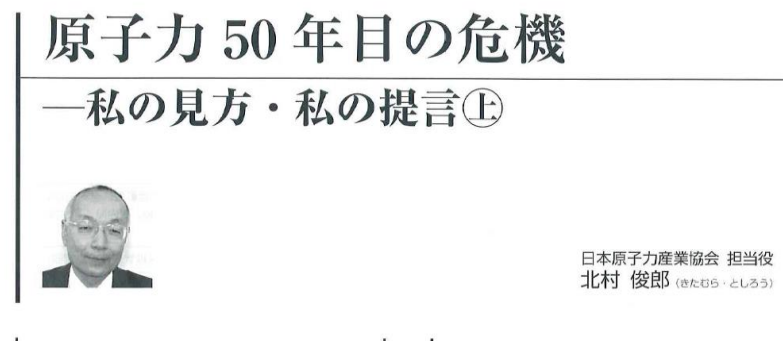 原子力50年目の危機
―私の見方・私の提言㊤
日本原子力産業協会 担当役
北村 俊郎（きたむら・としろう）